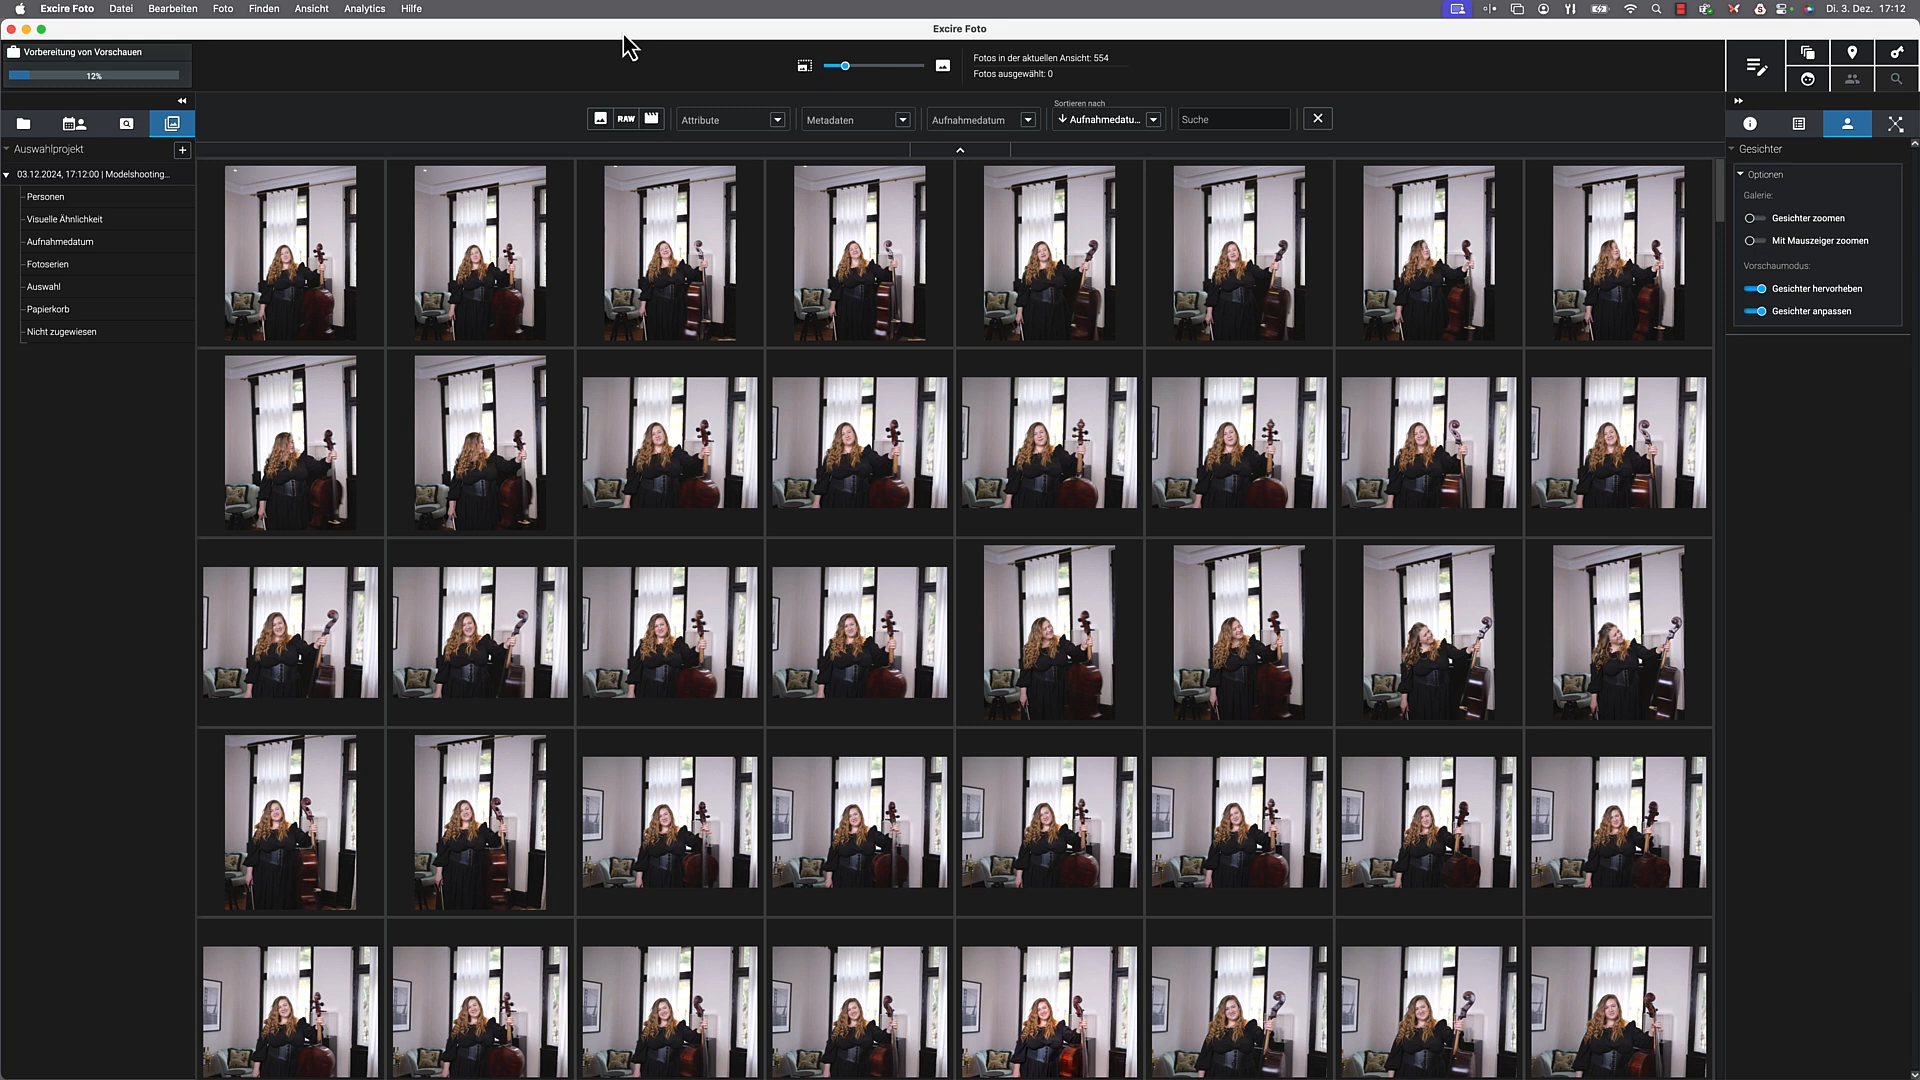 Excire Foto Datei Bearbeiten Foto Finden Ansicht Analytics Hilfe Di. 3. Dez. 17:12
Excire Foto
Vorbereitung von Vorschauen
12%
Fotos in der aktuellen Ansicht: 554
Fotos ausgewählt: 0
RAW
Attribute
Metadaten
Aufnahmedatum
Sortieren nach
Aufnahmedatu...
Suche
Auswahlprojekt
03.12.2024, 17:12:00 | Modelshooting...
Personen
Visuelle Ähnlichkeit
Aufnahmedatum
Fotoserien
Auswahl
Papierkorb
Nicht zugewiesen
Gesichter
Optionen
Galerie:
Gesichter zoomen
Mit Mauszeiger zoomen
Vorschaumodus:
Gesichter hervorheben
Gesichter anpassen